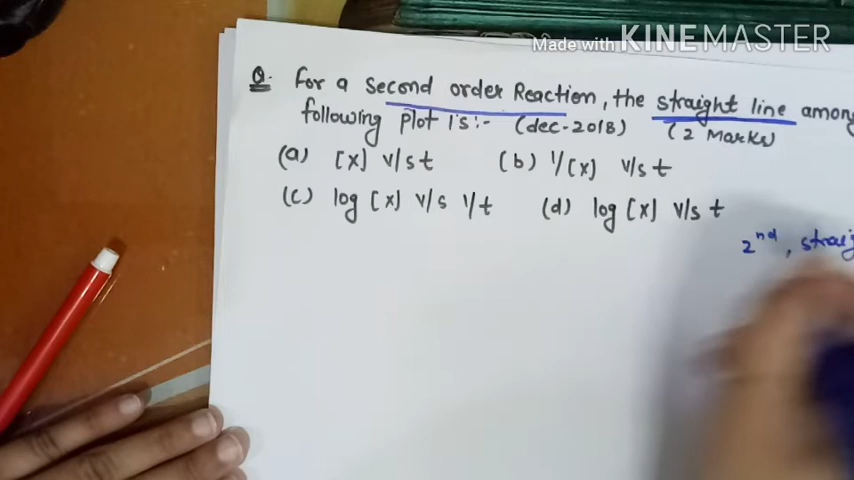 Made with KINEMASTER
Q. For a second order Reaction, the straight line among
following plot is:- (dec-2018) (2 Marks)
(a) [x] v/s t (b) 1/[x] v/s t
(c) log [x] v/s 1/t (d) log [x] v/s t
2nd, straig